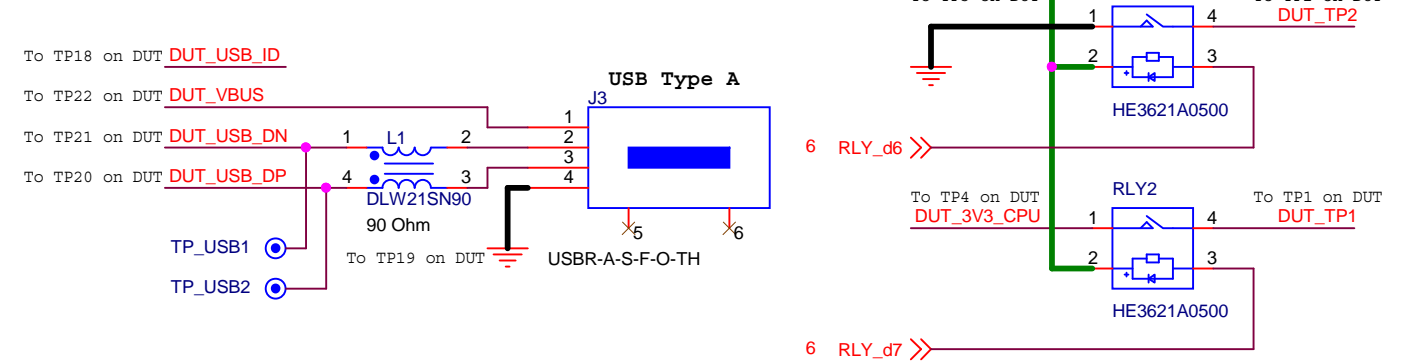 To TP18 on DUT DUT_USB_ID
To TP22 on DUT DUT_VBUS
To TP21 on DUT DUT_USB_DN
To TP20 on DUT DUT_USB_DP
1 L1 2
4 3
DLW21SN90
90 Ohm
TP_USB1
TP_USB2
To TP19 on DUT
USB Type A
J3
1
2
3
4
5 6
USBR-A-S-F-O-TH
1 4 DUT_TP2
2 3
+
HE3621A0500
6 RLY_d6
To TP4 on DUT RLY2 To TP1 on DUT
DUT_3V3_CPU 1 4 DUT_TP1
2 3
+
HE3621A0500
6 RLY_d7